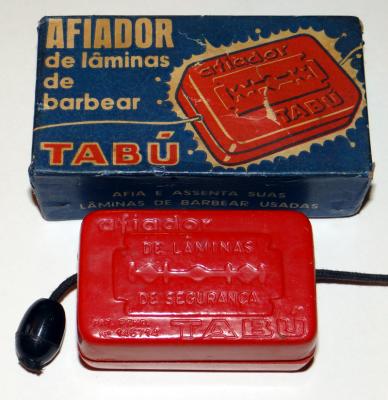 AFIADOR
de lâminas
de
barbear
TABÚ
afiador
TABÚ
AFIA E ASSENTA SUAS
LÂMINAS DE BARBEAR USADAS
afiador
DE LÂMINAS
DE SEGURANÇA
TABÚ